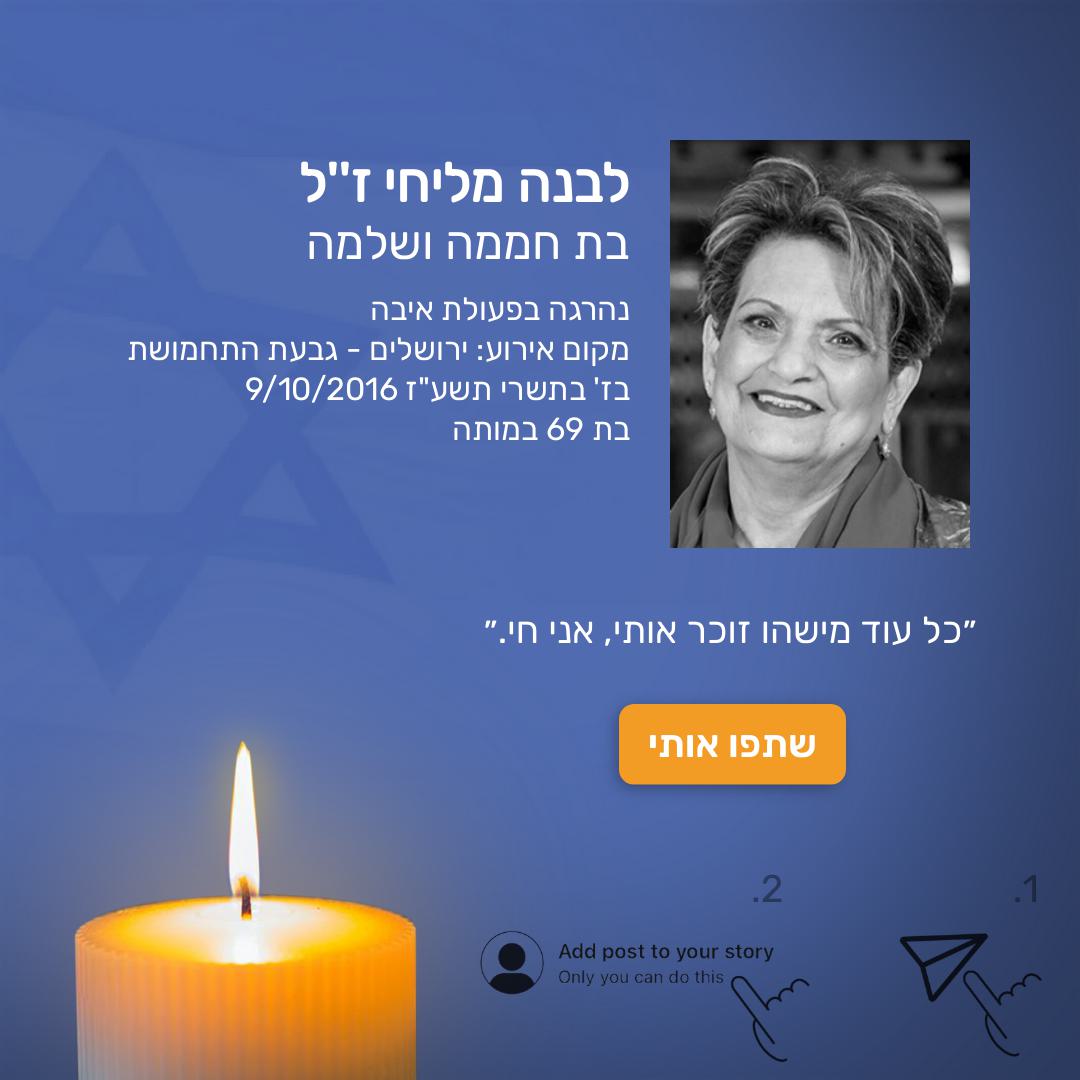 לבנה מליחי ז"ל
בת חממה ושלמה
נהרגה בפעולת איבה
מקום אירוע: ירושלים - גבעת התחמושת
בז' בתשרי תשע"ז 9/10/2016
בת 69 במותה
״כל עוד מישהו זוכר אותי, אני חי.״
שתפו אותי
1.
2.
Add post to your story
Only you can do this